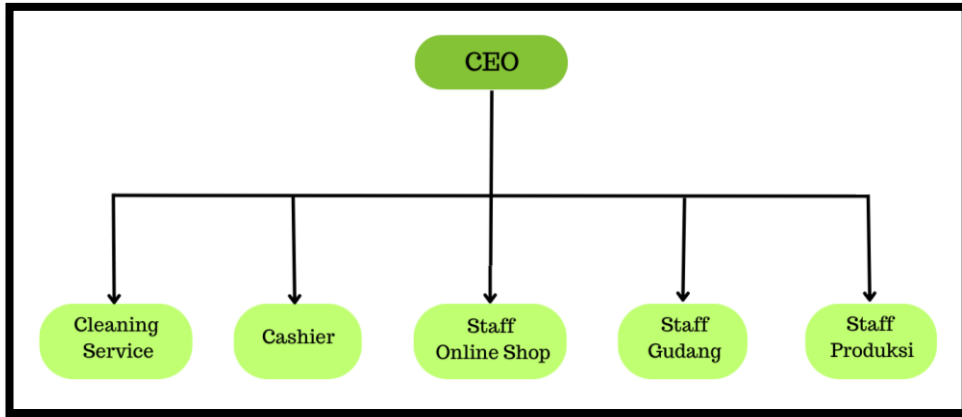 CEO
Cleaning
Service
Cashier
Staff
Online Shop
Staff
Gudang
Staff
Produksi